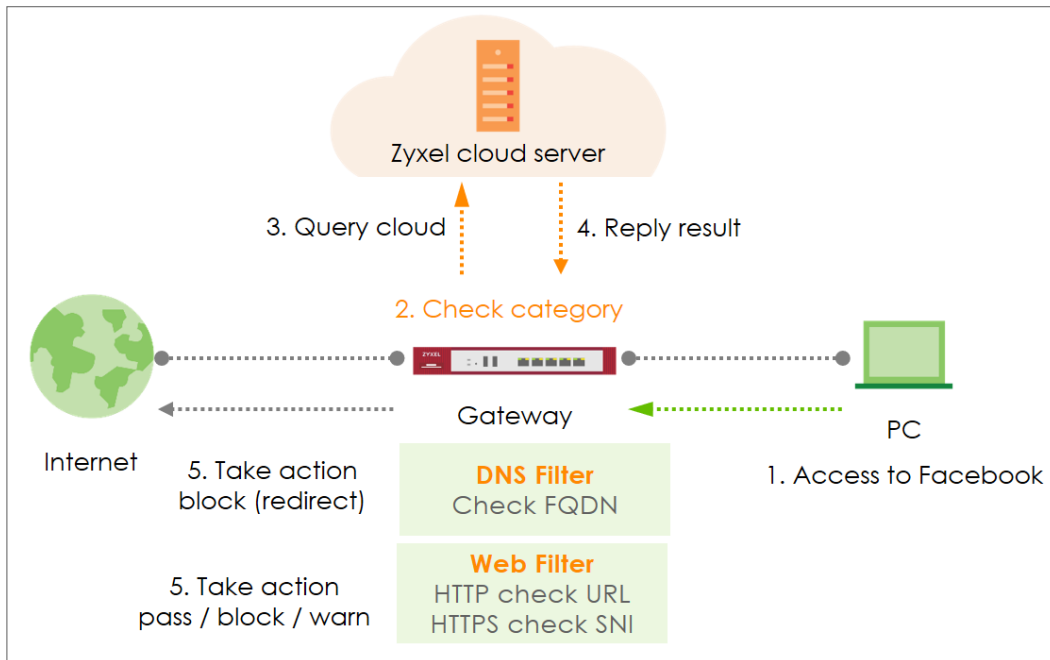 Zyxel cloud server
3. Query cloud
4. Reply result
2. Check category
ZYXEL
Gateway
Internet
PC
1. Access to Facebook
5. Take action
block (redirect)
DNS Filter
Check FQDN
5. Take action
pass / block / warn
Web Filter
HTTP check URL
HTTPS check SNI